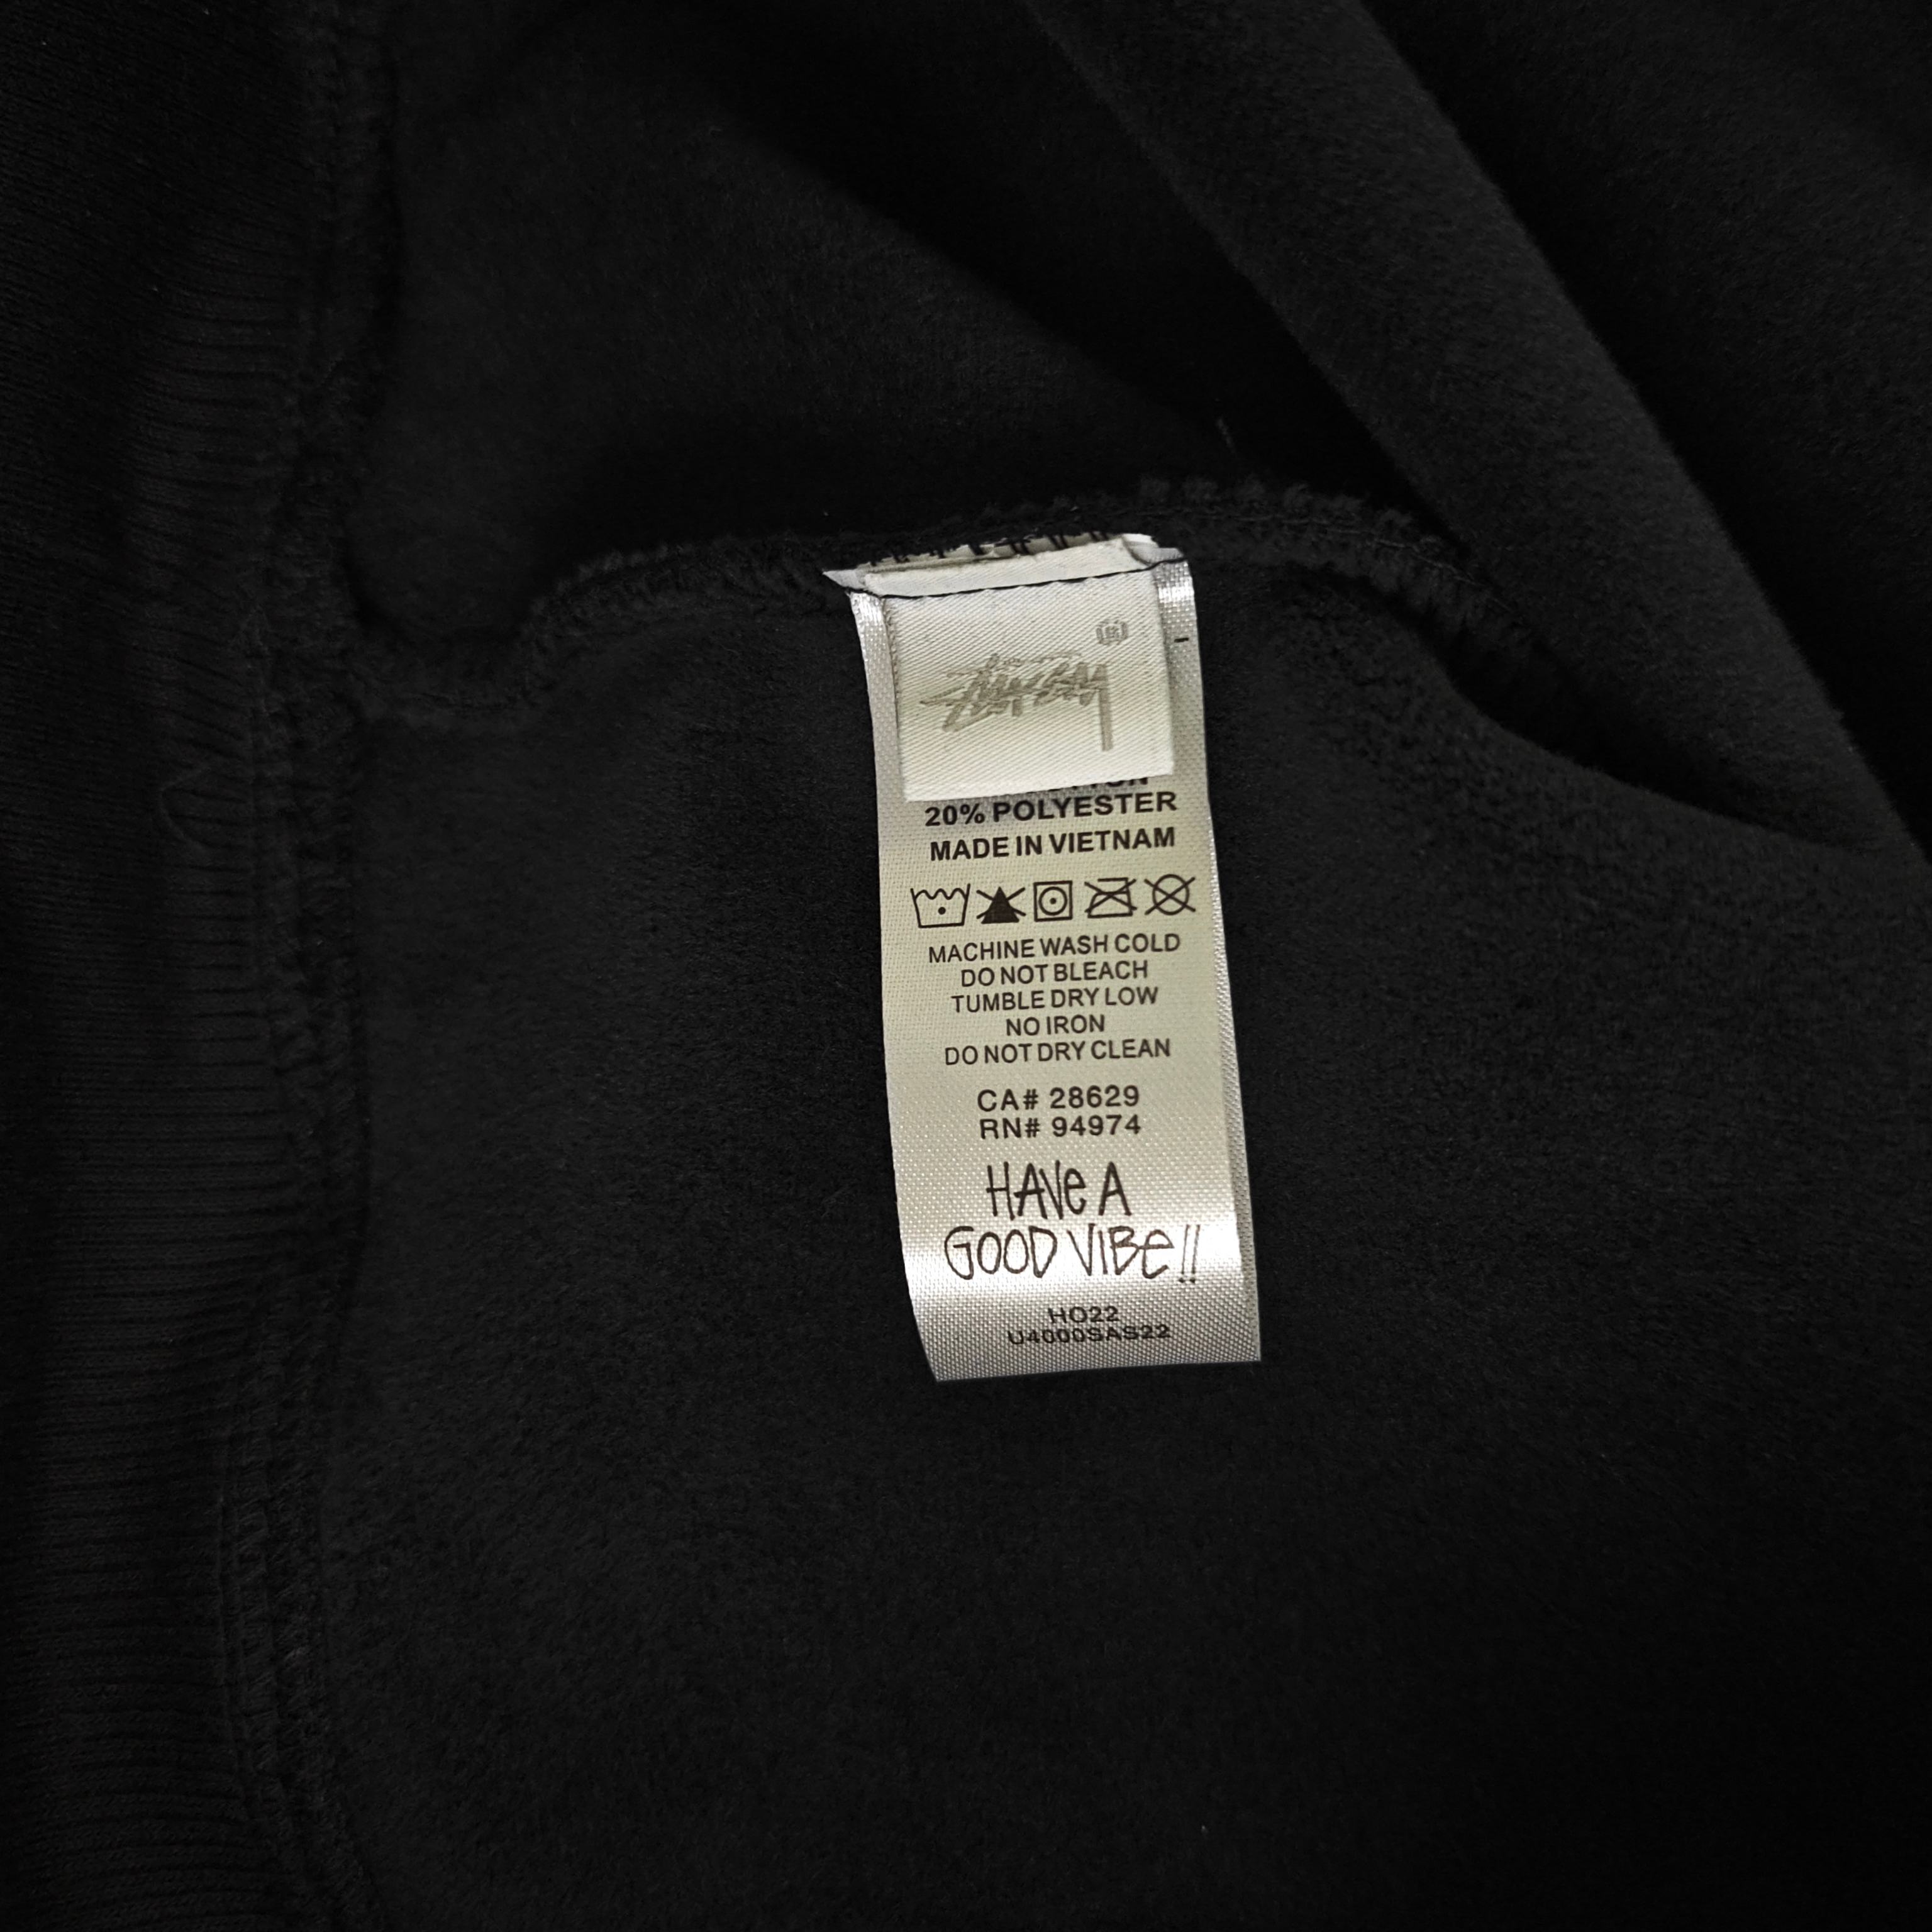 Stüssy
20% POLYESTER
MADE IN VIETNAM
MACHINE WASH COLD
DO NOT BLEACH
TUMBLE DRY LOW
NO IRON
DO NOT DRY CLEAN
CA# 28629
RN# 94974
HAVe A
GOOD VIBe!!
HO22
U4000SAS22